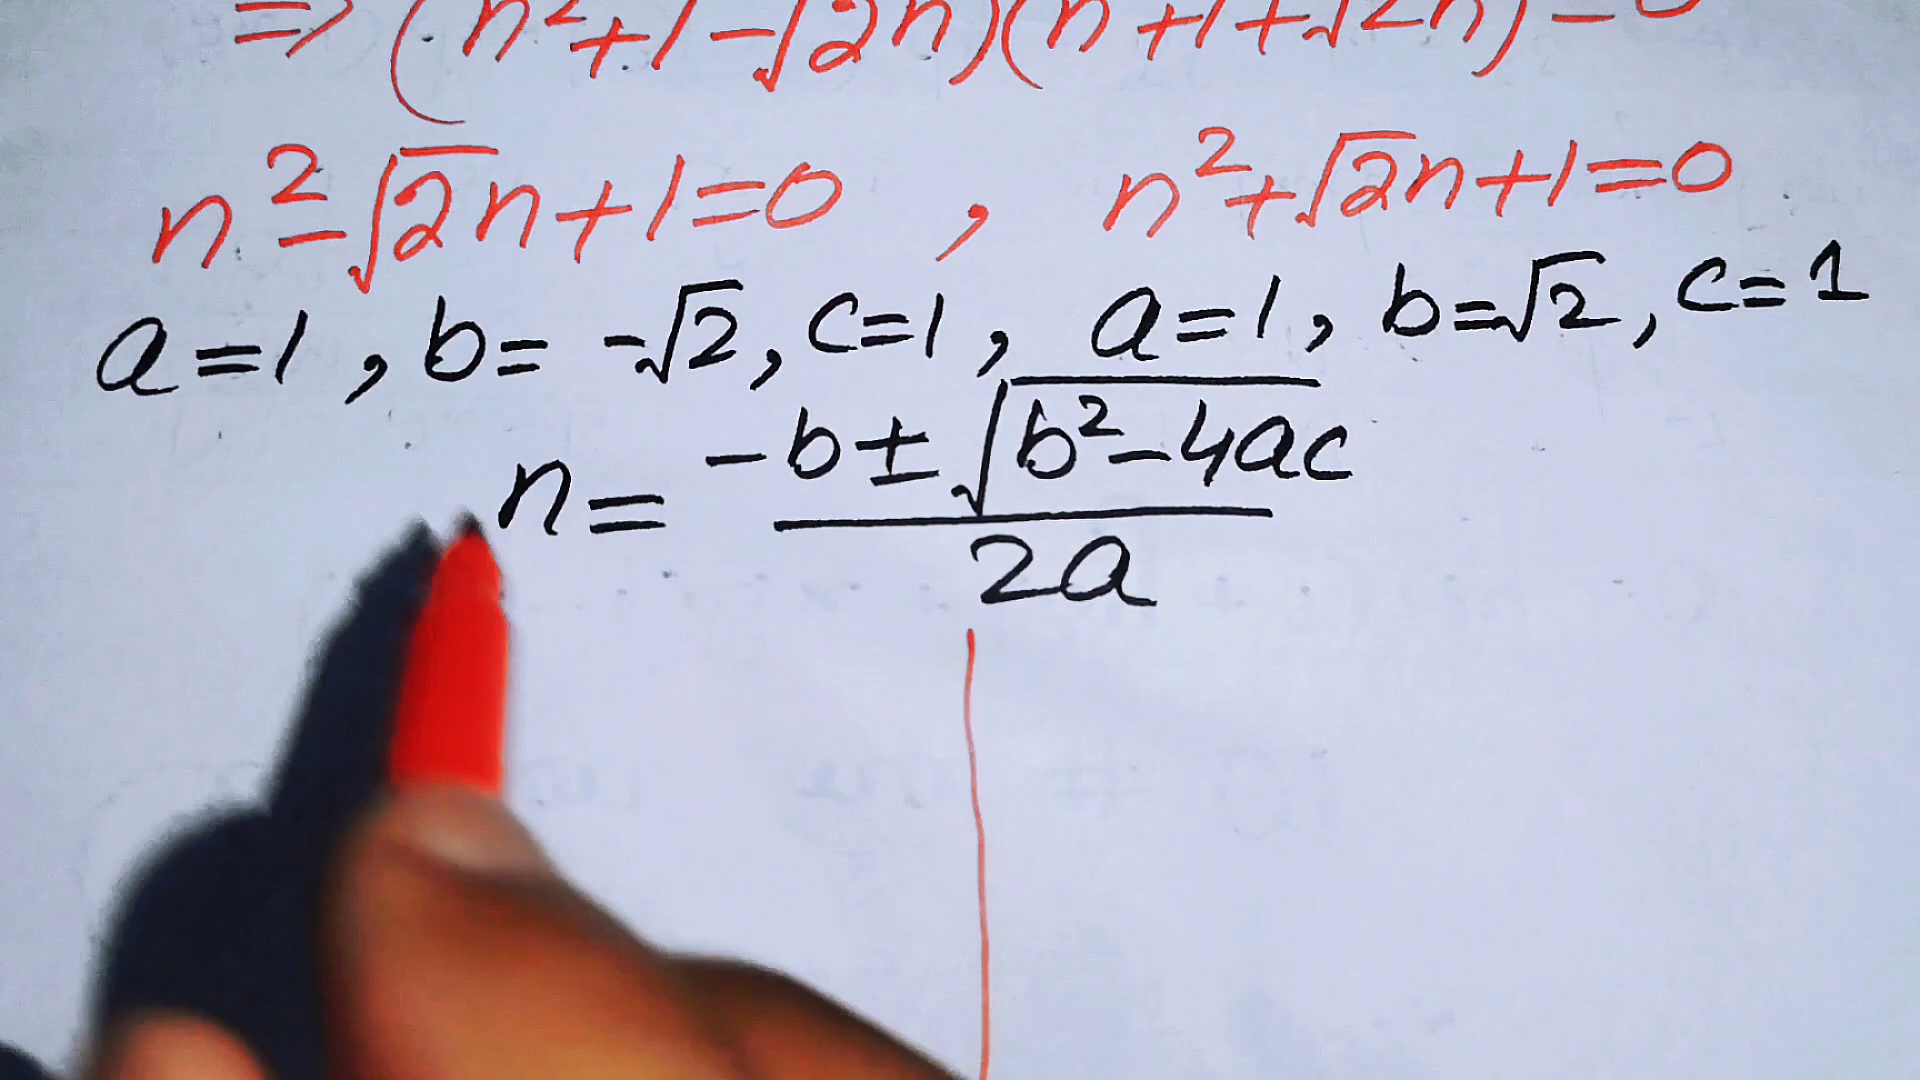 => (n²+1-√2n)(n+1+√2n)=0
n²-√2n+1=0 , n²+√2n+1=0
a=1, b=-√2, c=1, a=1, b=√2, c=1
n= -b±√b²-4ac / 2a